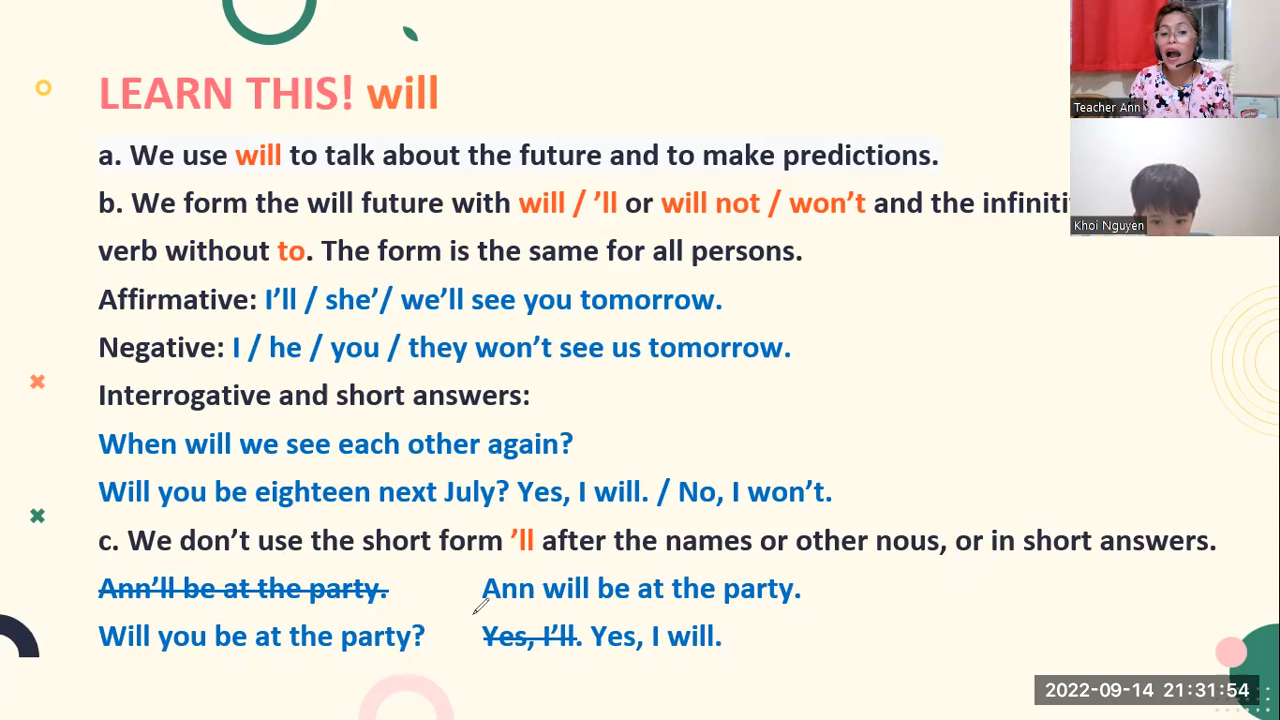 LEARN THIS! will
a. We use will to talk about the future and to make predictions.
b. We form the will future with will / ’ll or will not / won’t and the infiniti
verb without to. The form is the same for all persons.
Affirmative: I’ll / she’/ we’ll see you tomorrow.
Negative: I / he / you / they won’t see us tomorrow.
Interrogative and short answers:
When will we see each other again?
Will you be eighteen next July? Yes, I will. / No, I won’t.
c. We don’t use the short form ’ll after the names or other nous, or in short answers.
Ann’ll be at the party. Ann will be at the party.
Will you be at the party? Yes, I’ll. Yes, I will.
Teacher Ann
Khoi Nguyen
2022-09-14 21:31:54